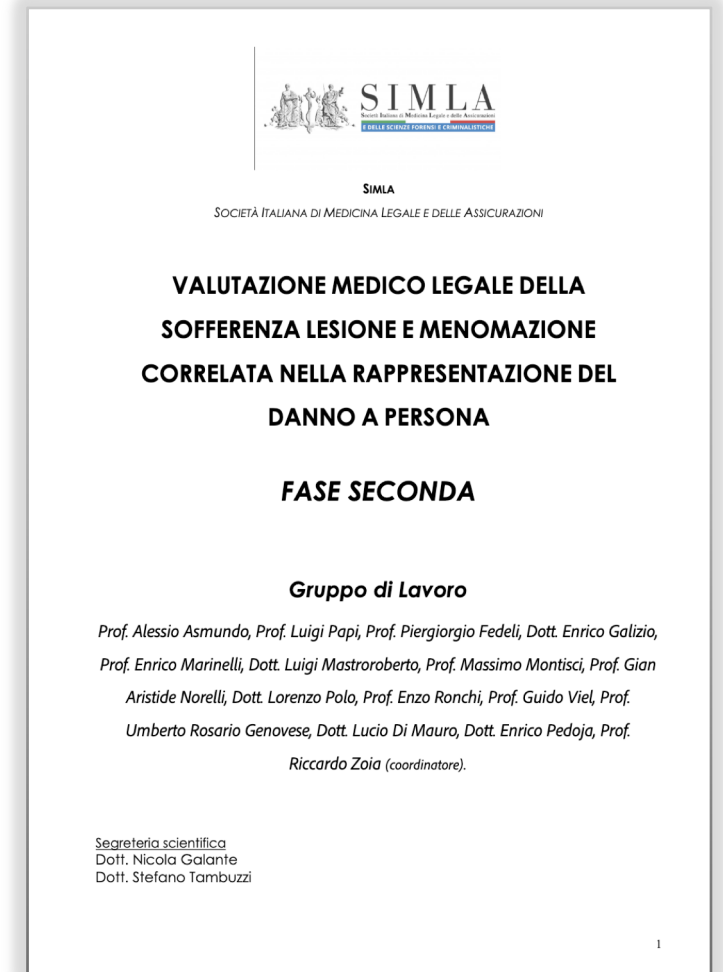 SIMLA
Società Italiana di Medicina Legale e delle Assicurazioni
E DELLE SCIENZE FORENSI E CRIMINALISTICHE
SIMLA
SOCIETÀ ITALIANA DI MEDICINA LEGALE E DELLE ASSICURAZIONI
VALUTAZIONE MEDICO LEGALE DELLA
SOFFERENZA LESIONE E MENOMAZIONE
CORRELATA NELLA RAPPRESENTAZIONE DEL
DANNO A PERSONA
FASE SECONDA
Gruppo di Lavoro
Prof. Alessio Asmundo, Prof. Luigi Papi, Prof. Piergiorgio Fedeli, Dott. Enrico Galizio,
Prof. Enrico Marinelli, Dott. Luigi Mastroroberto, Prof. Massimo Montisci, Prof. Gian
Aristide Norelli, Dott. Lorenzo Polo, Prof. Enzo Ronchi, Prof. Guido Viel, Prof.
Umberto Rosario Genovese, Dott. Lucio Di Mauro, Dott. Enrico Pedoja, Prof.
Riccardo Zoia (coordinatore).
Segreteria scientifica
Dott. Nicola Galante
Dott. Stefano Tambuzzi
1